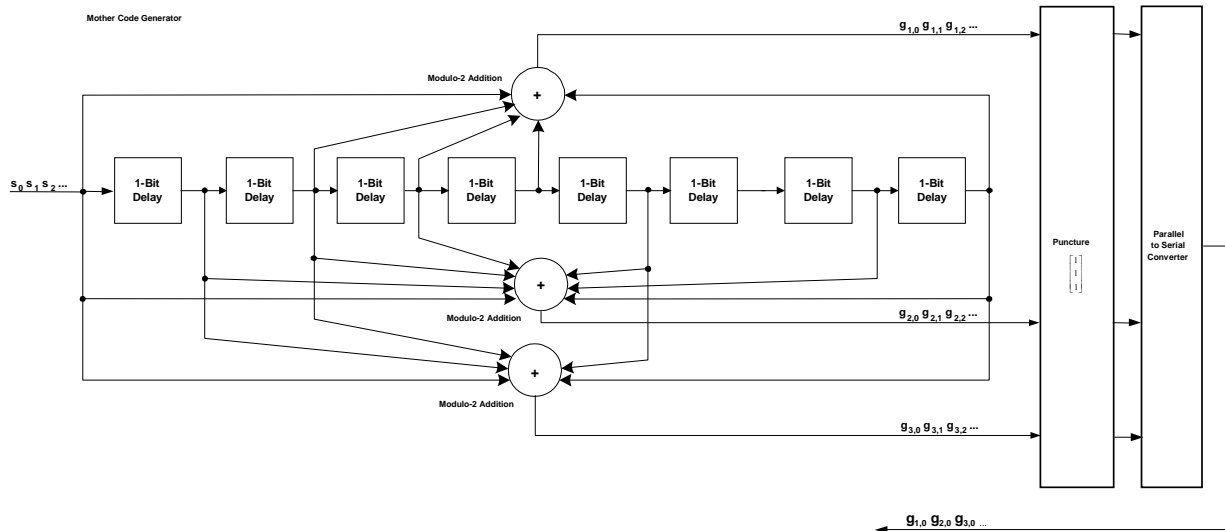 Mother Code Generator
g1,0 g1,1 g1,2 ...
Modulo-2 Addition
+
s0 s1 s2 ...
1-Bit
Delay
1-Bit
Delay
1-Bit
Delay
1-Bit
Delay
1-Bit
Delay
1-Bit
Delay
1-Bit
Delay
1-Bit
Delay
Puncture
1
1
1
Parallel
to Serial
Converter
+
Modulo-2 Addition
g2,0 g2,1 g2,2 ...
+
Modulo-2 Addition
g3,0 g3,1 g3,2 ...
g1,0 g2,0 g3,0 ...